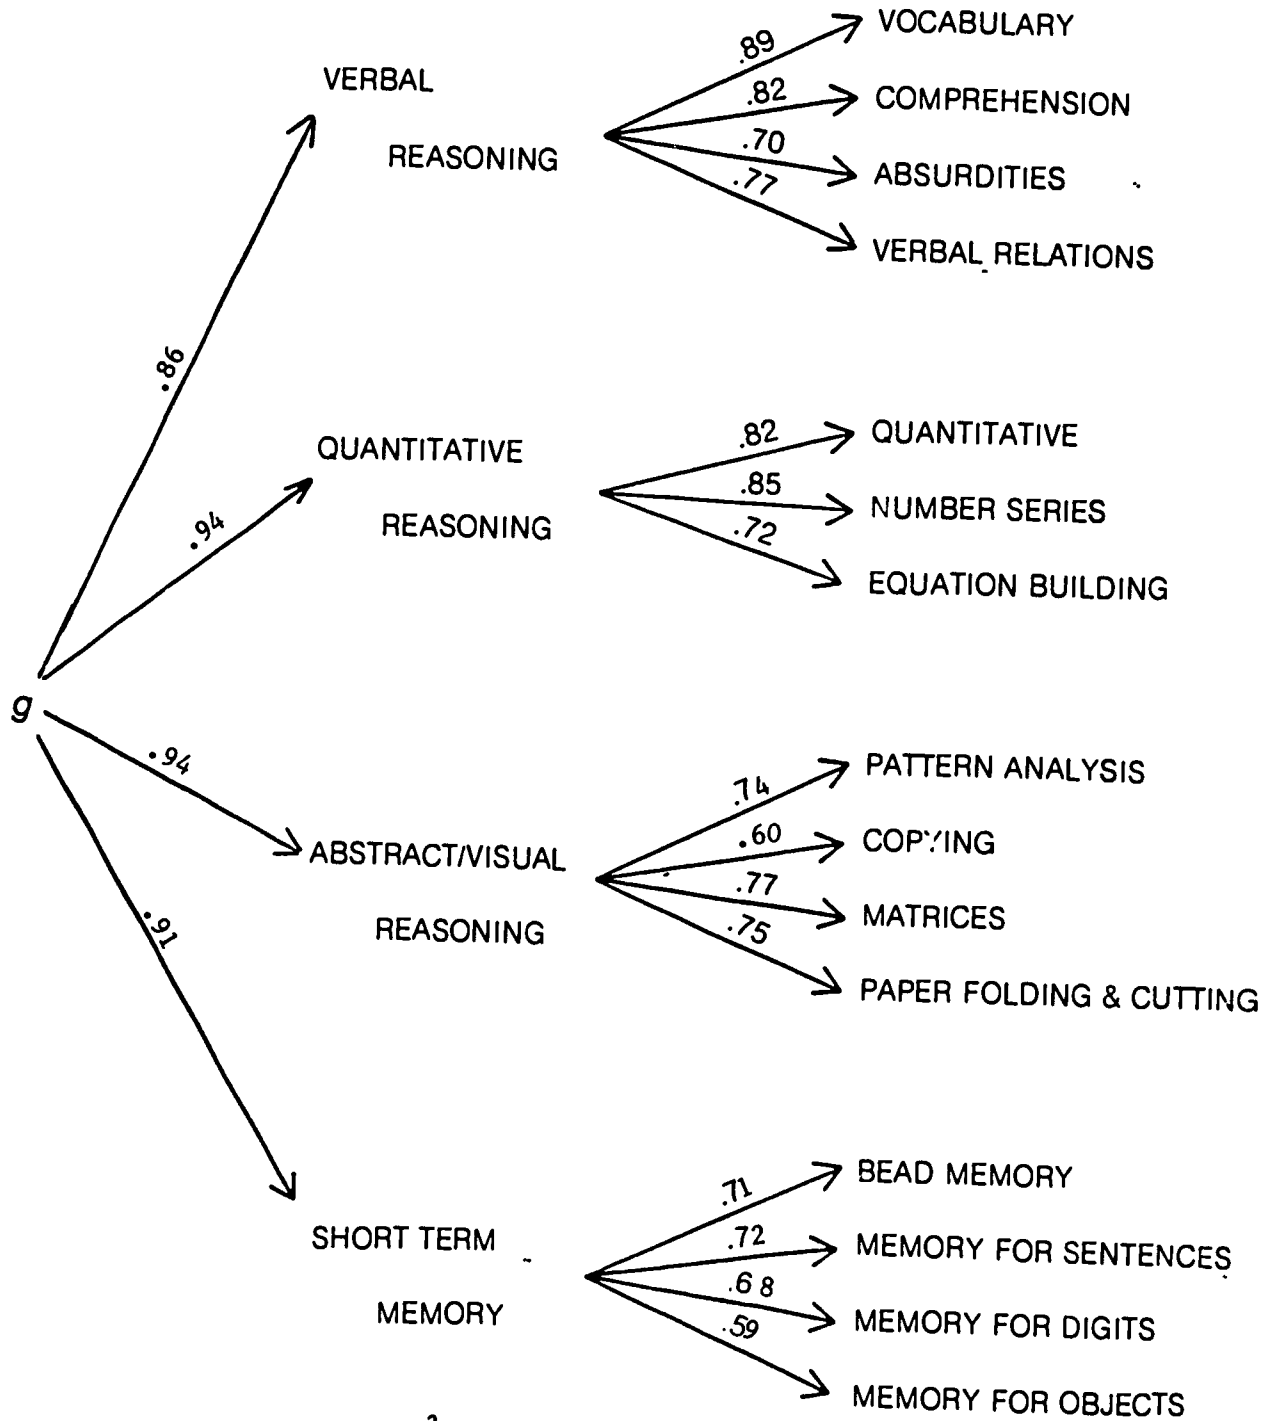 VOCABULARY
.89
VERBAL
.82
COMPREHENSION
.70
REASONING
ABSURDITIES
.77
VERBAL RELATIONS
.86
QUANTITATIVE
.82
QUANTITATIVE
.85
NUMBER SERIES
.94
REASONING
.72
EQUATION BUILDING
g
.94
PATTERN ANALYSIS
.74
.60
COPYING
ABSTRACT/VISUAL
.77
MATRICES
.91
REASONING
.75
PAPER FOLDING & CUTTING
.71
BEAD MEMORY
SHORT TERM
.72
MEMORY FOR SENTENCES
.68
MEMORY
MEMORY FOR DIGITS
.59
MEMORY FOR OBJECTS